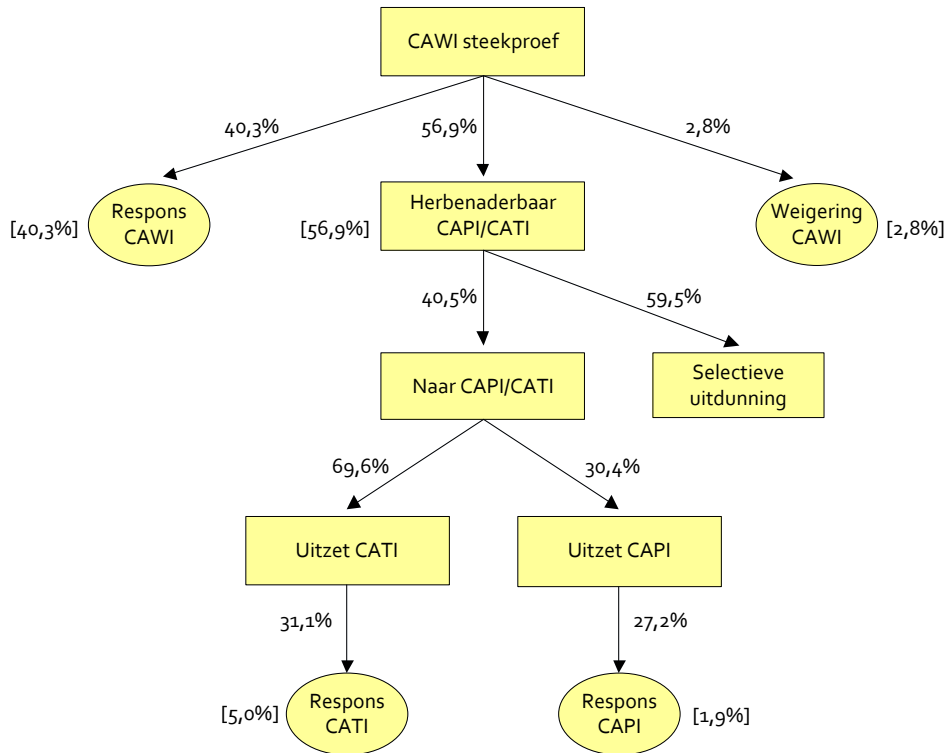 CAWI steekproef
40,3%
56,9%
2,8%
Respons
CAWI
[40,3%]
Herbenaderbaar
CAPI/CATI
[56,9%]
Weigering
CAWI
[2,8%]
40,5%
59,5%
Naar CAPI/CATI
Selectieve
uitdunning
69,6%
30,4%
Uitzet CATI
Uitzet CAPI
31,1%
27,2%
Respons
CATI
[5,0%]
Respons
CAPI
[1,9%]